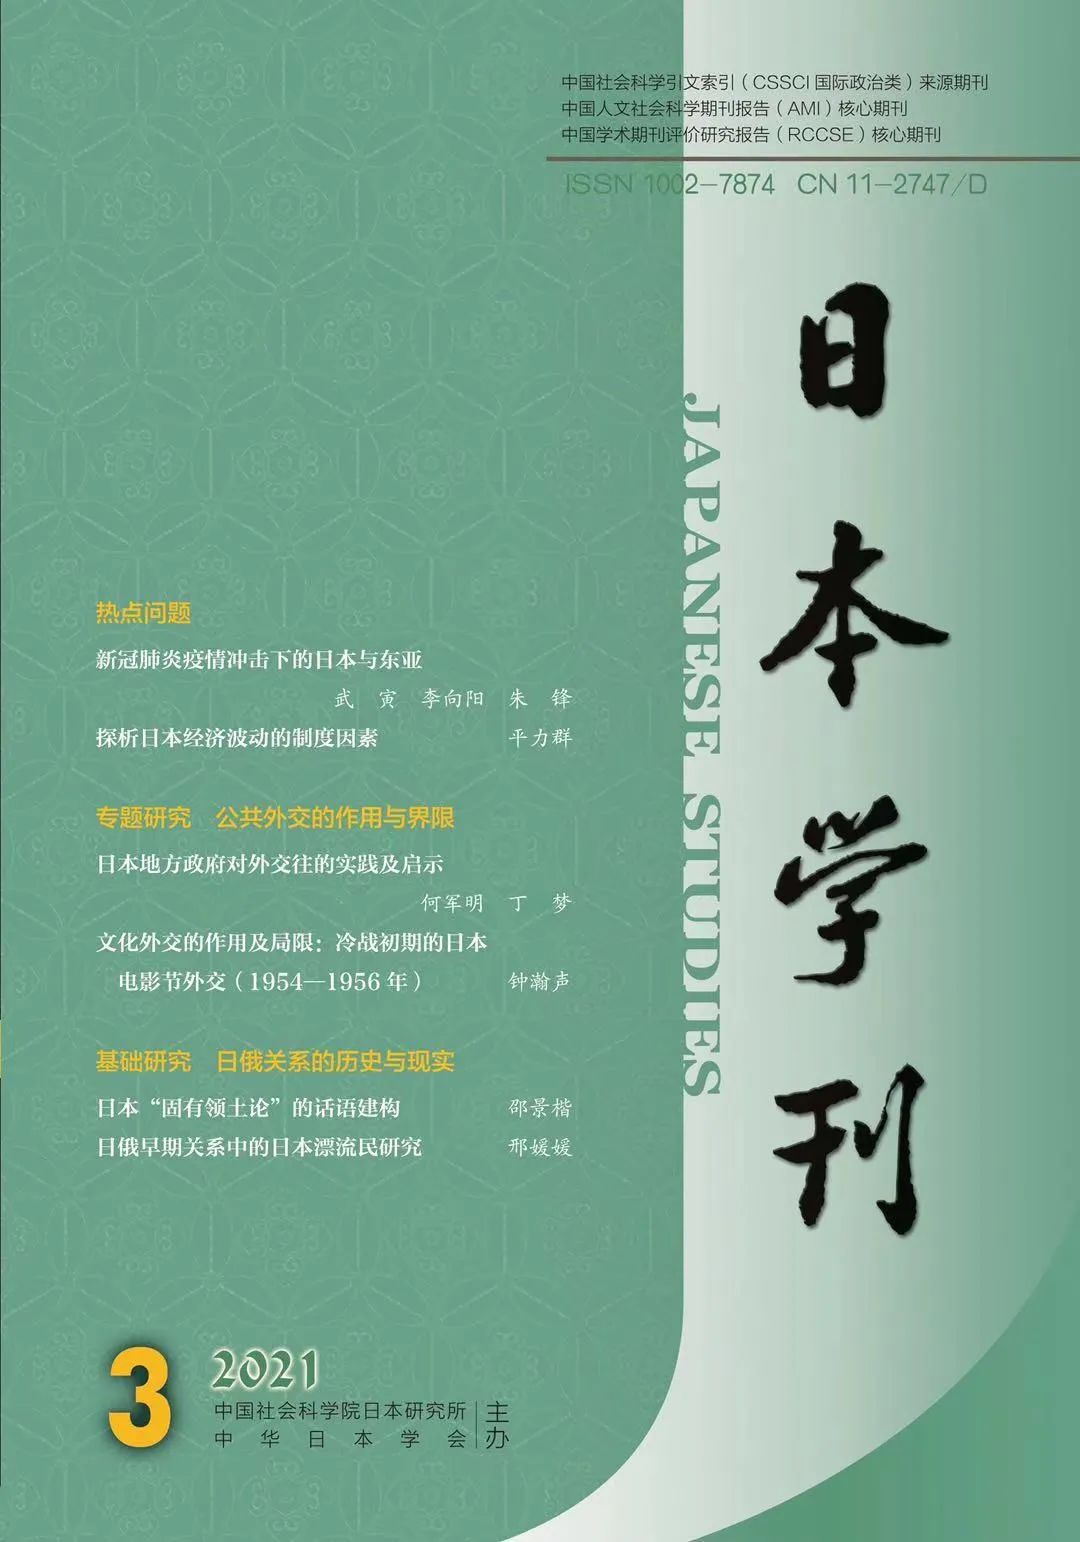 中国社会科学引文索引（CSSCI 国际政治类）来源期刊
中国人文社会科学期刊报告（AMI）核心期刊
中国学术期刊评价研究报告（RCCSE）核心期刊
ISSN 1002-7874 CN 11-2747/D
日本学刊
JAPANESE STUDIES
热点问题
新冠肺炎疫情冲击下的日本与东亚
武 寅 李向阳 朱 锋
探析日本经济波动的制度因素 平力群
专题研究 公共外交的作用与界限
日本地方政府对外交往的实践及启示
何军明 丁 梦
文化外交的作用及局限：冷战初期的日本
电影节外交（1954—1956 年） 钟瀚声
基础研究 日俄关系的历史与现实
日本“固有领土论”的话语建构 邵景楷
日俄早期关系中的日本漂流民研究 邢媛媛
3 2021
中国社会科学院日本研究所
中华日本学会
主办